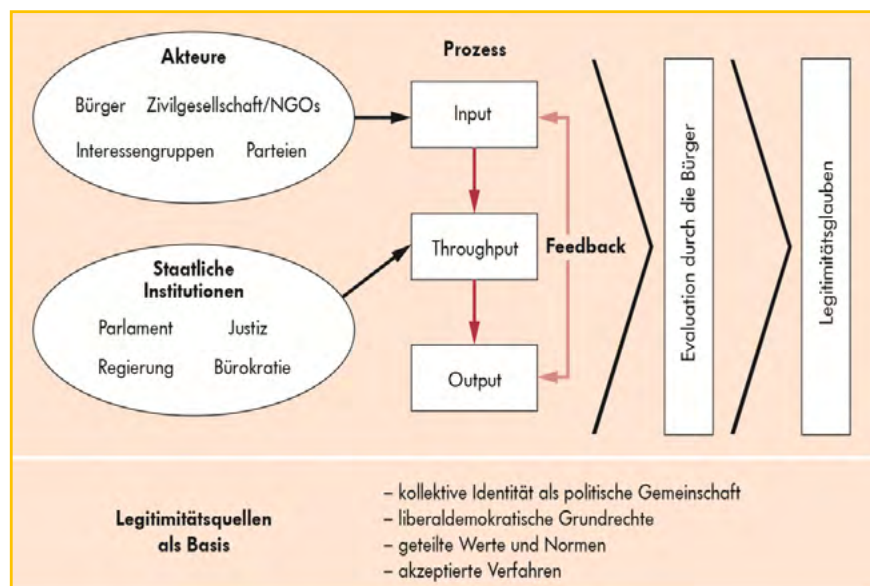 Akteure
Bürger Zivilgesellschaft/NGOs
Interessengruppen Parteien
Staatliche
Institutionen
Parlament Justiz
Regierung Bürokratie
Prozess
Input
Throughput
Output
Feedback
Evaluation durch die Bürger
Legitimitätsglauben
Legitimitätsquellen
als Basis
– kollektive Identität als politische Gemeinschaft
– liberaldemokratische Grundrechte
– geteilte Werte und Normen
– akzeptierte Verfahren